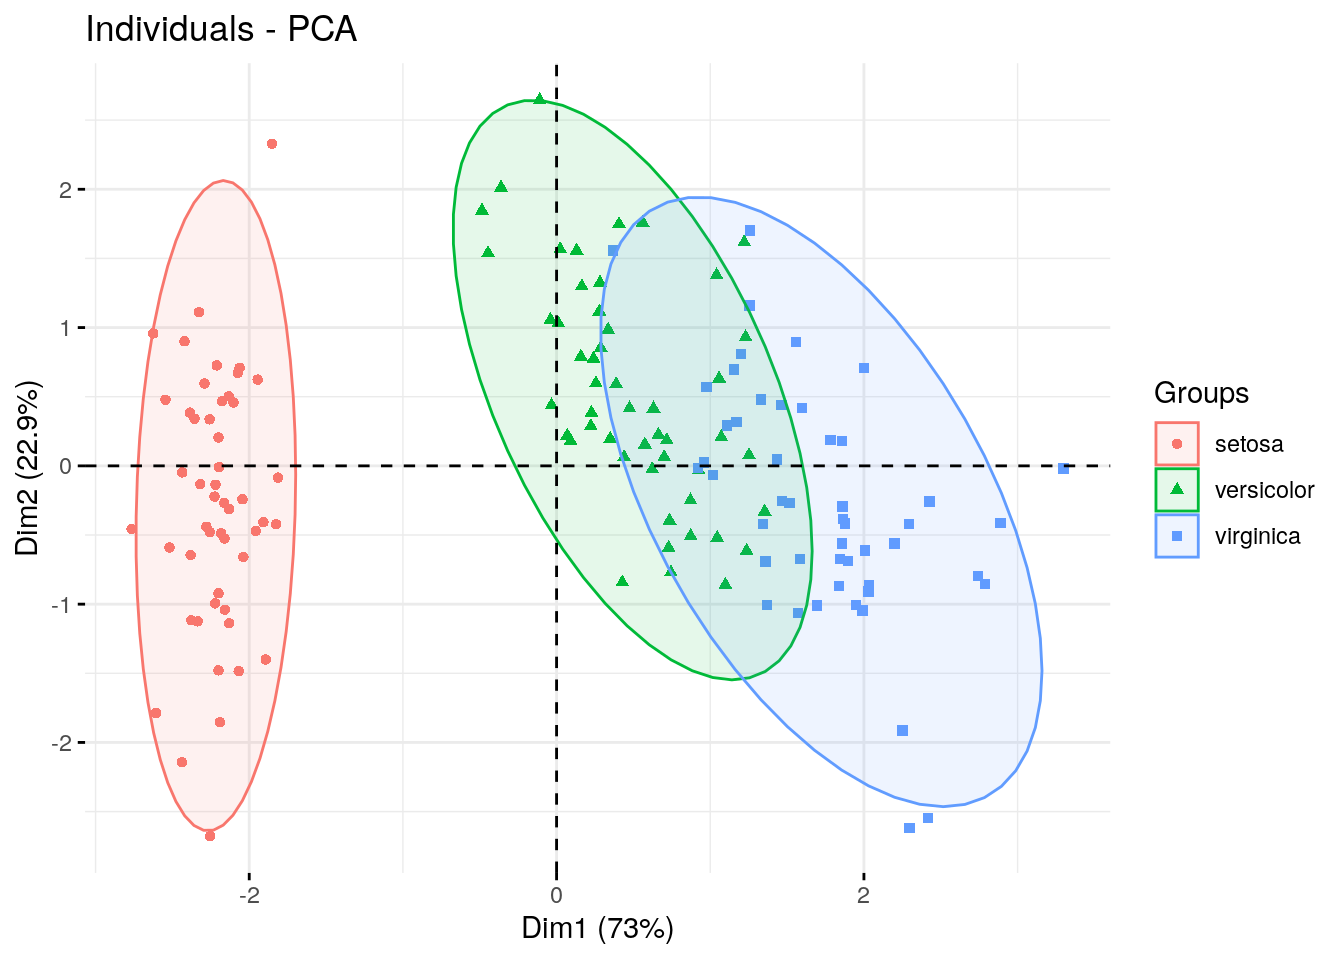 Individuals - PCA
Dim2 (22.9%)
2
1
0
-1
-2
-2
0
2
Dim1 (73%)
Groups
setosa
versicolor
virginica